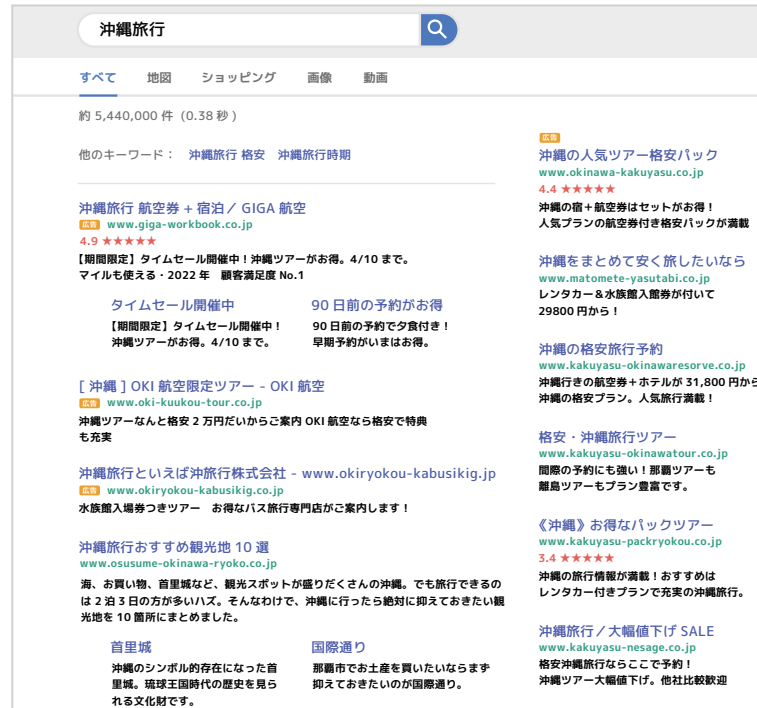 沖縄旅行
すべて 地図 ショッピング 画像 動画
約 5,440,000 件 (0.38 秒 )
他のキーワード： 沖縄旅行 格安 沖縄旅行時期
沖縄旅行 航空券 + 宿泊／ GIGA 航空
広告 www.giga-workbook.co.jp
4.9 ★★★★★
【期間限定】タイムセール開催中！沖縄ツアーがお得。4/10 まで。
マイルも使える・2022 年 顧客満足度 No.1
タイムセール開催中
【期間限定】タイムセール開催中！
沖縄ツアーがお得。4/10 まで。
90 日前の予約がお得
90 日前の予約で夕食付き！
早期予約がいまはお得。
[ 沖縄 ] OKI 航空限定ツアー - OKI 航空
広告 www.oki-kuukou-tour.co.jp
沖縄ツアーなんと格安 2 万円だいからご案内 OKI 航空なら格安で特典
も充実
沖縄旅行といえば沖旅行株式会社 - www.okiryokou-kabusikig.jp
広告 www.okiryokou-kabusikig.co.jp
水族館入場券つきツアー お得なバス旅行専門店がご案内します！
沖縄旅行おすすめ観光地 10 選
www.osusume-okinawa-ryoko.co.jp
海、お買い物、首里城など、観光スポットが盛りだくさんの沖縄。でも旅行できるの
は 2 泊 3 日の方が多いハズ。そんなわけで、沖縄に行ったら絶対に抑えておきたい観
光地を 10 箇所にまとめました。
首里城
沖縄のシンボル的存在になった首
里城。琉球王国時代の歴史を見ら
れる文化財です。
国際通り
那覇市でお土産を買いたいならまず
抑えておきたいのが国際通り。
広告
沖縄の人気ツアー格安パック
www.okinawa-kakuyasu.co.jp
4.4 ★★★★★
沖縄の宿＋航空券はセットがお得！
人気プランの航空券付き格安パックが満載
沖縄をまとめて安く旅したいなら
www.matomete-yasutabi.co.jp
レンタカー＆水族館入館券が付いて
29800 円から！
沖縄の格安旅行予約
www.kakuyasu-okinawaresorve.co.jp
沖縄行きの航空券＋ホテルが 31,800 円から
沖縄の格安プラン。人気旅行満載！
格安・沖縄旅行ツアー
www.kakuyasu-okinawatour.co.jp
間際の予約にも強い！那覇ツアーも
離島ツアーもプラン豊富です。
《沖縄》お得なパックツアー
www.kakuyasu-packryokou.co.jp
3.4 ★★★★★
沖縄の旅行情報が満載！おすすめは
レンタカー付きプランで充実の沖縄旅行。
沖縄旅行／大幅値下げ SALE
www.kakuyasu-nesage.co.jp
格安沖縄旅行ならここで予約！
沖縄ツアー大幅値下げ。他社比較歓迎